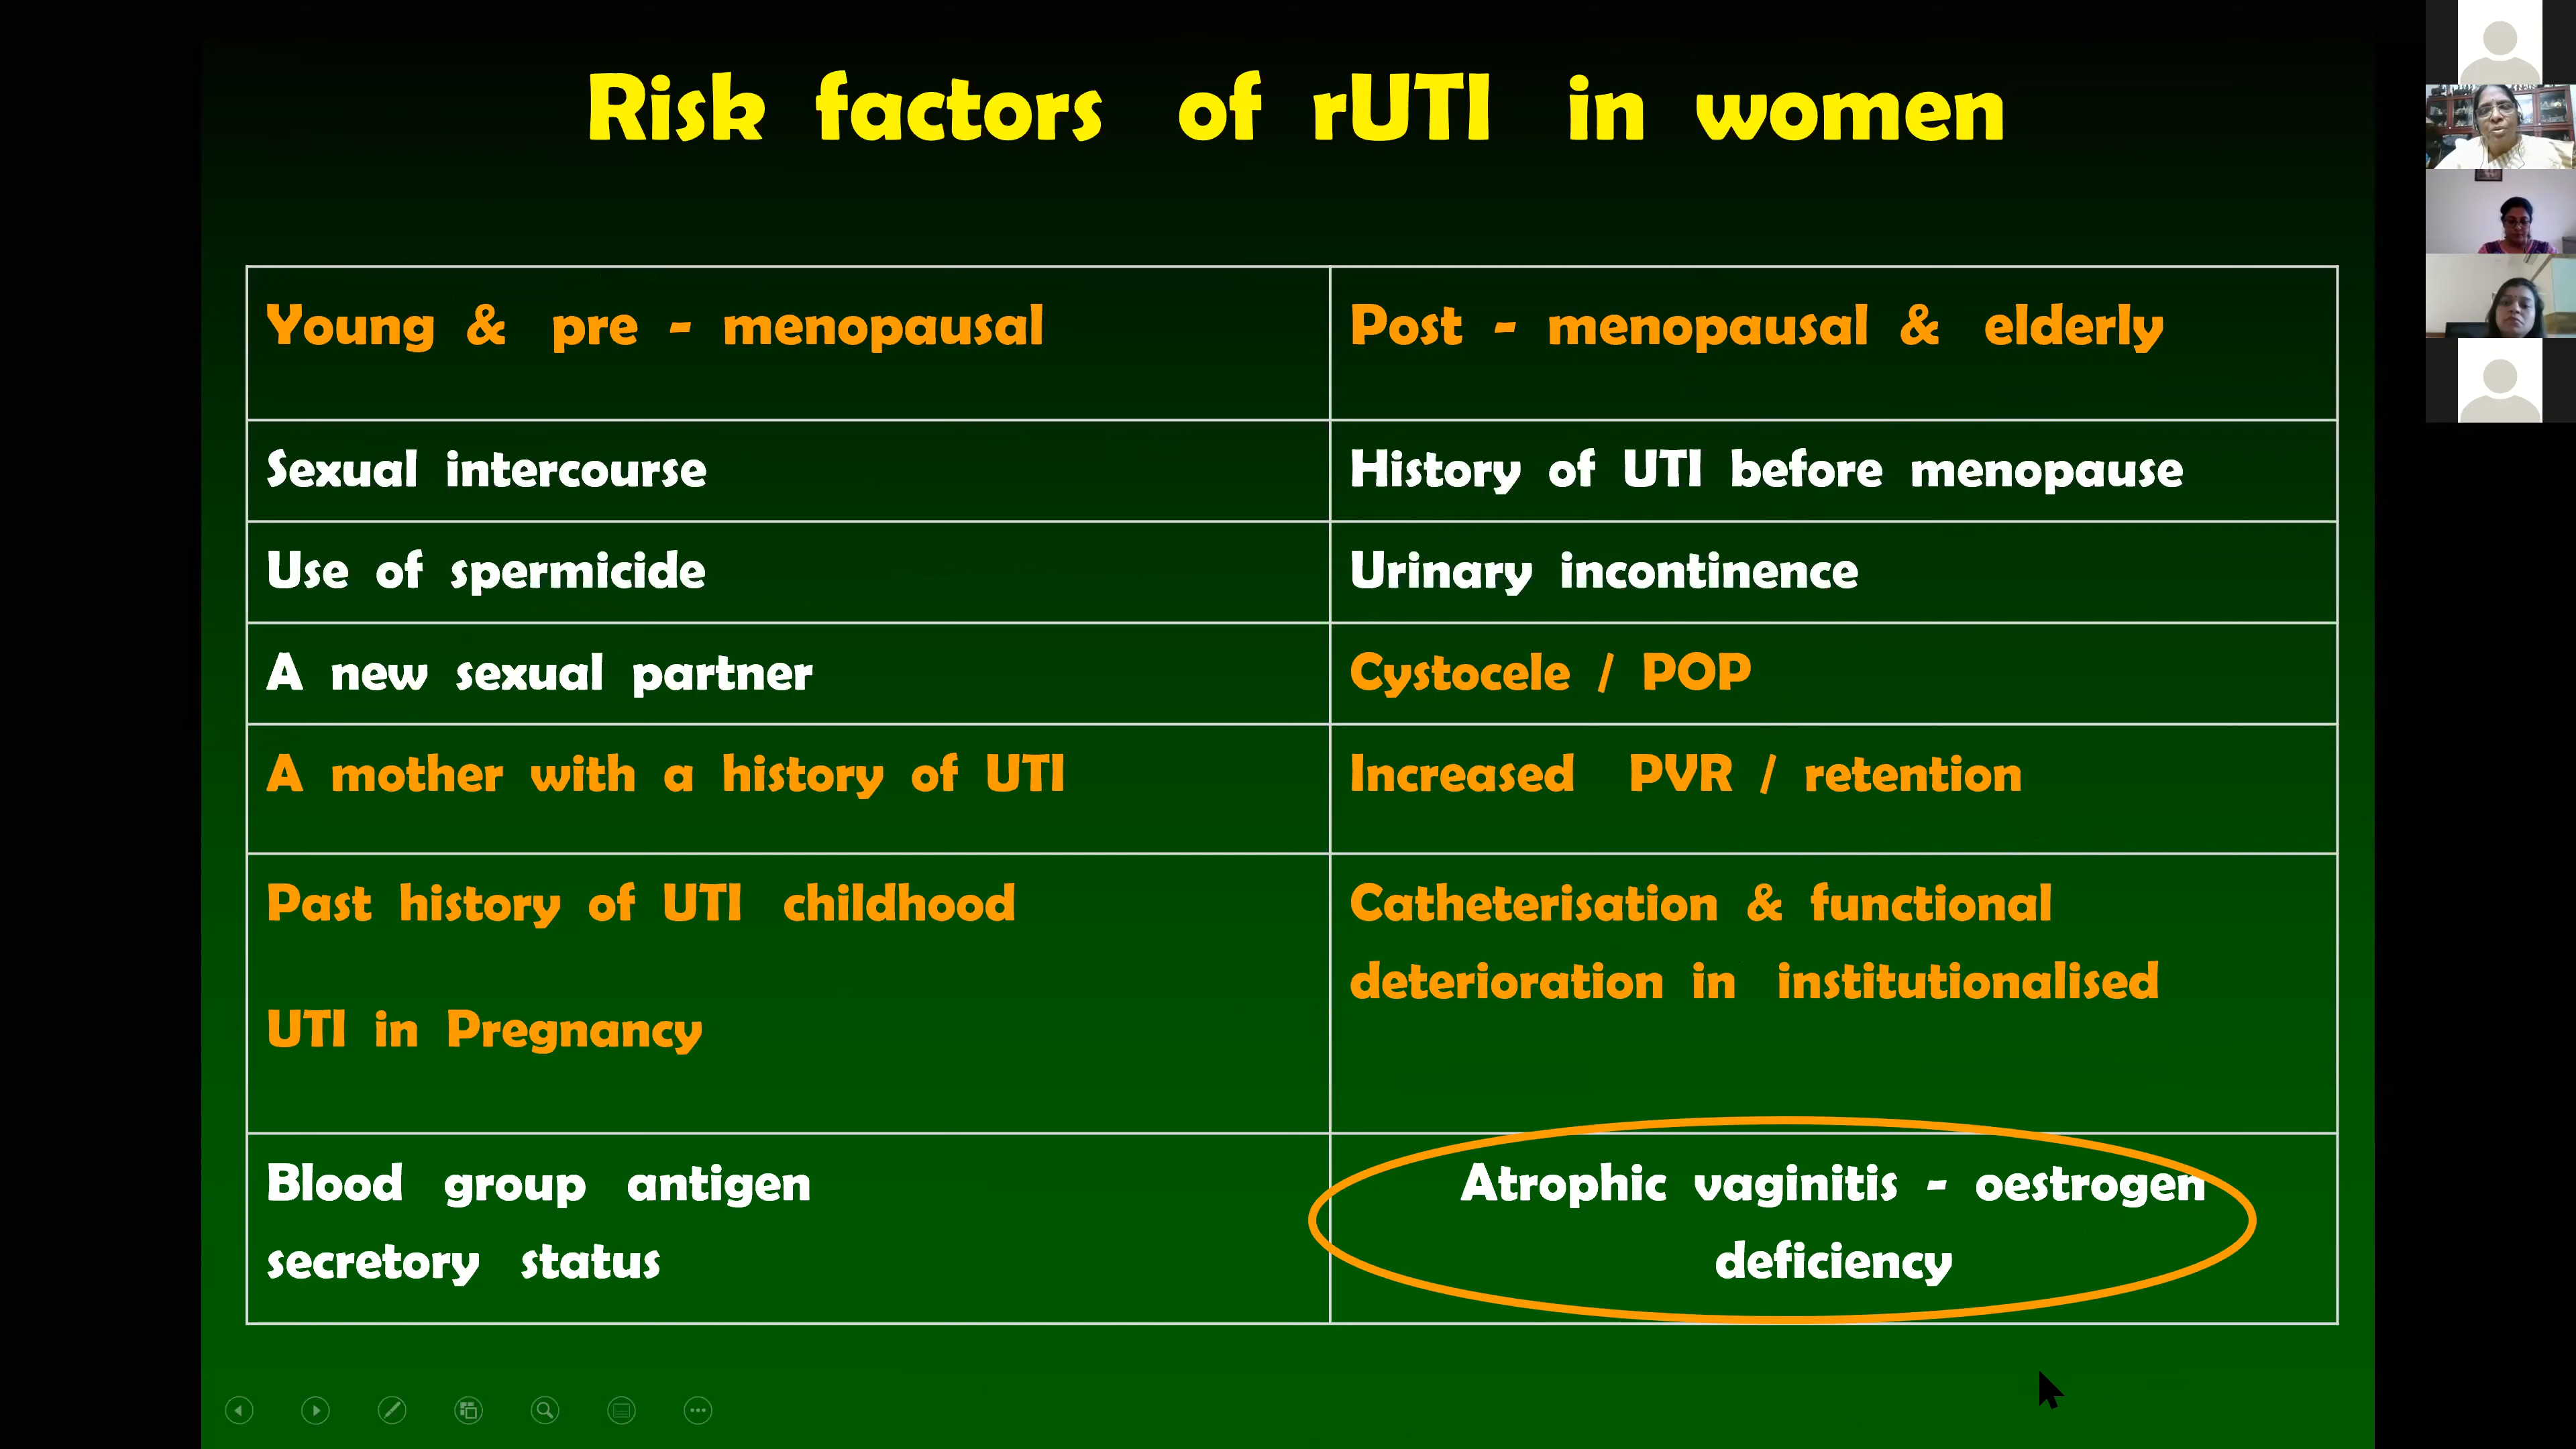 Risk factors of rUTI in women
Young & pre - menopausal
Post - menopausal & elderly
Sexual intercourse
History of UTI before menopause
Use of spermicide
Urinary incontinence
A new sexual partner
Cystocele / POP
A mother with a history of UTI
Increased PVR / retention
Past history of UTI childhood
UTI in Pregnancy
Catheterisation & functional
deterioration in institutionalised
Blood group antigen
secretory status
Atrophic vaginitis - oestrogen
deficiency